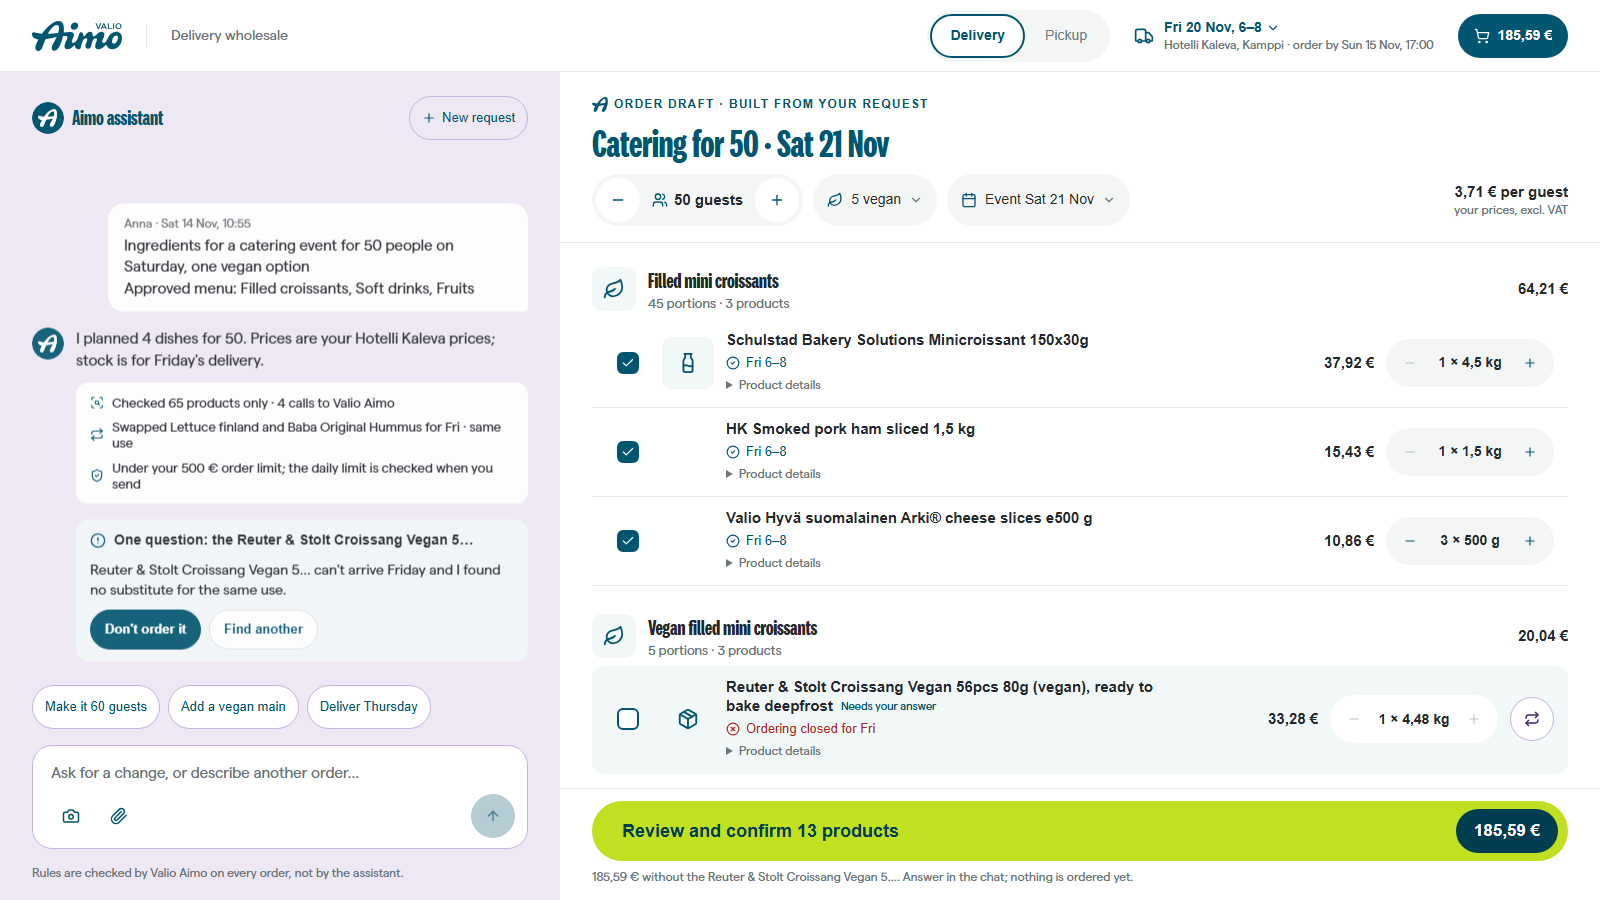 VALIO
Aimo
Delivery wholesale
Delivery
Pickup
Fri 20 Nov, 6–8
Hotelli Kaleva, Kamppi · order by Sun 15 Nov, 17:00
185,59 €
Aimo assistant
New request
Anna · Sat 14 Nov, 10:55
Ingredients for a catering event for 50 people on
Saturday, one vegan option
Approved menu: Filled croissants, Soft drinks, Fruits
I planned 4 dishes for 50. Prices are your Hotelli Kaleva prices;
stock is for Friday's delivery.
Checked 65 products only · 4 calls to Valio Aimo
Swapped Lettuce finland and Baba Original Hummus for Fri · same
use
Under your 500 € order limit; the daily limit is checked when you
send
One question: the Reuter & Stolt Croissang Vegan 5…
Reuter & Stolt Croissang Vegan 5… can't arrive Friday and I found
no substitute for the same use.
Don't order it
Find another
Make it 60 guests
Add a vegan main
Deliver Thursday
Ask for a change, or describe another order…
Rules are checked by Valio Aimo on every order, not by the assistant.
ORDER DRAFT · BUILT FROM YOUR REQUEST
Catering for 50 · Sat 21 Nov
50 guests
5 vegan
Event Sat 21 Nov
3,71 € per guest
your prices, excl. VAT
Filled mini croissants
45 portions · 3 products
64,21 €
Schulstad Bakery Solutions Minicroissant 150x30g
Fri 6–8
Product details
37,92 €
1 × 4,5 kg
HK Smoked pork ham sliced 1,5 kg
Fri 6–8
Product details
15,43 €
1 × 1,5 kg
Valio Hyvä suomalainen Arki® cheese slices e500 g
Fri 6–8
Product details
10,86 €
3 × 500 g
Vegan filled mini croissants
5 portions · 3 products
20,04 €
Reuter & Stolt Croissang Vegan 56pcs 80g (vegan), ready to
bake deepfrost Needs your answer
Ordering closed for Fri
Product details
33,28 €
1 × 4,48 kg
Review and confirm 13 products
185,59 €
185,59 € without the Reuter & Stolt Croissang Vegan 5…. Answer in the chat; nothing is ordered yet.